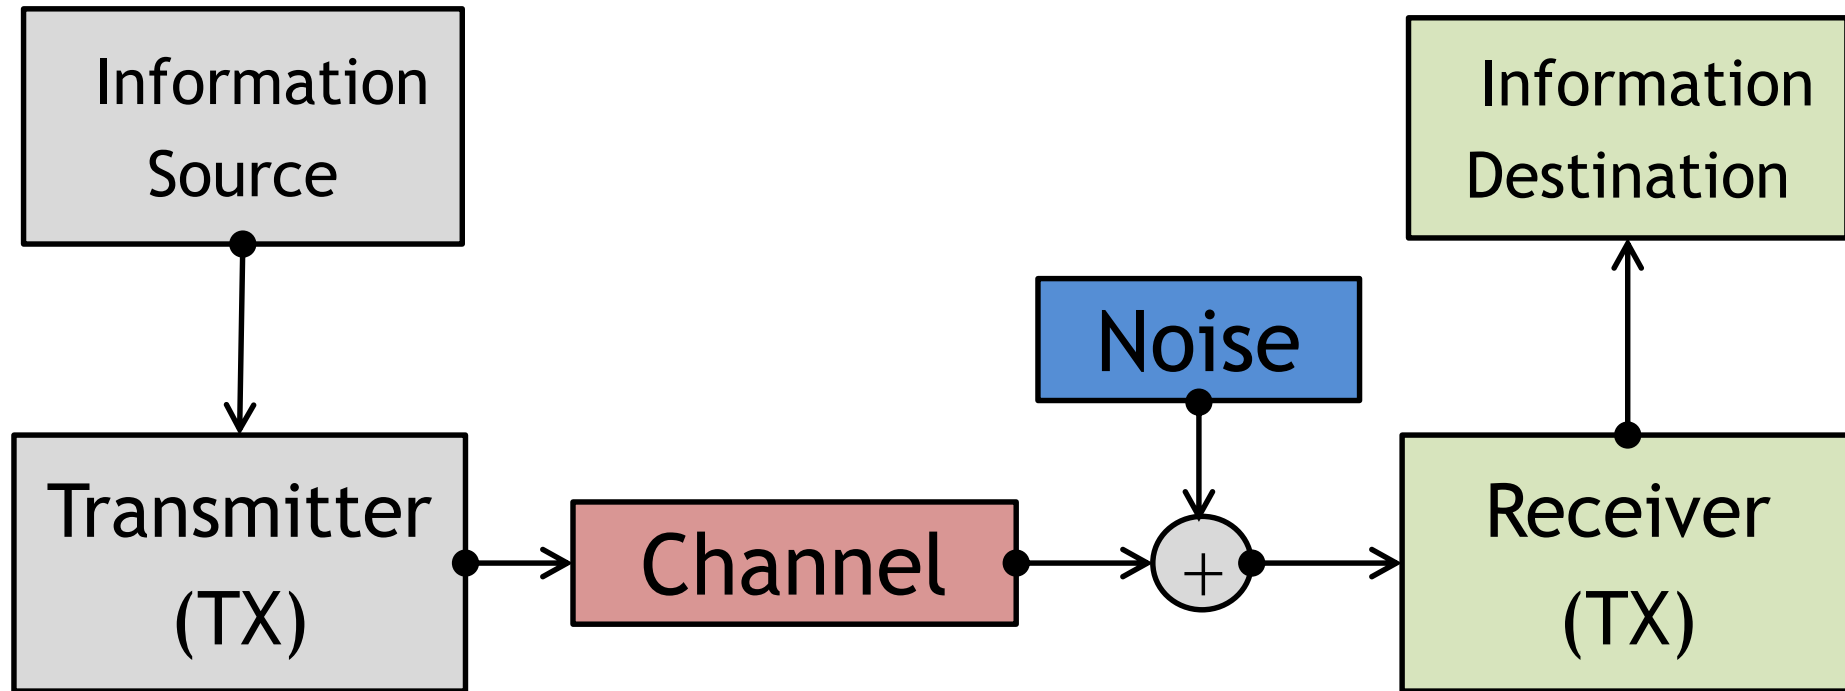 Information
Source
Information
Destination
Noise
Transmitter
(TX)
Channel
+
Receiver
(TX)